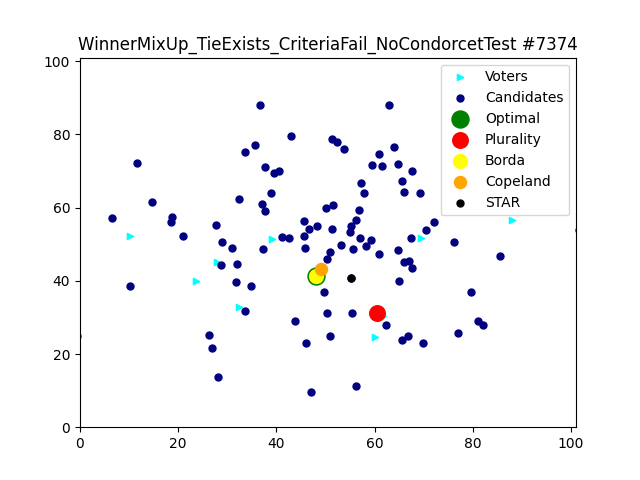 WinnerMixUp_TieExists_CriteriaFail_NoCondorcetTest #7374
100
80
60
40
20
0
0 20 40 60 80 100
Voters
Candidates
Optimal
Plurality
Borda
Copeland
STAR